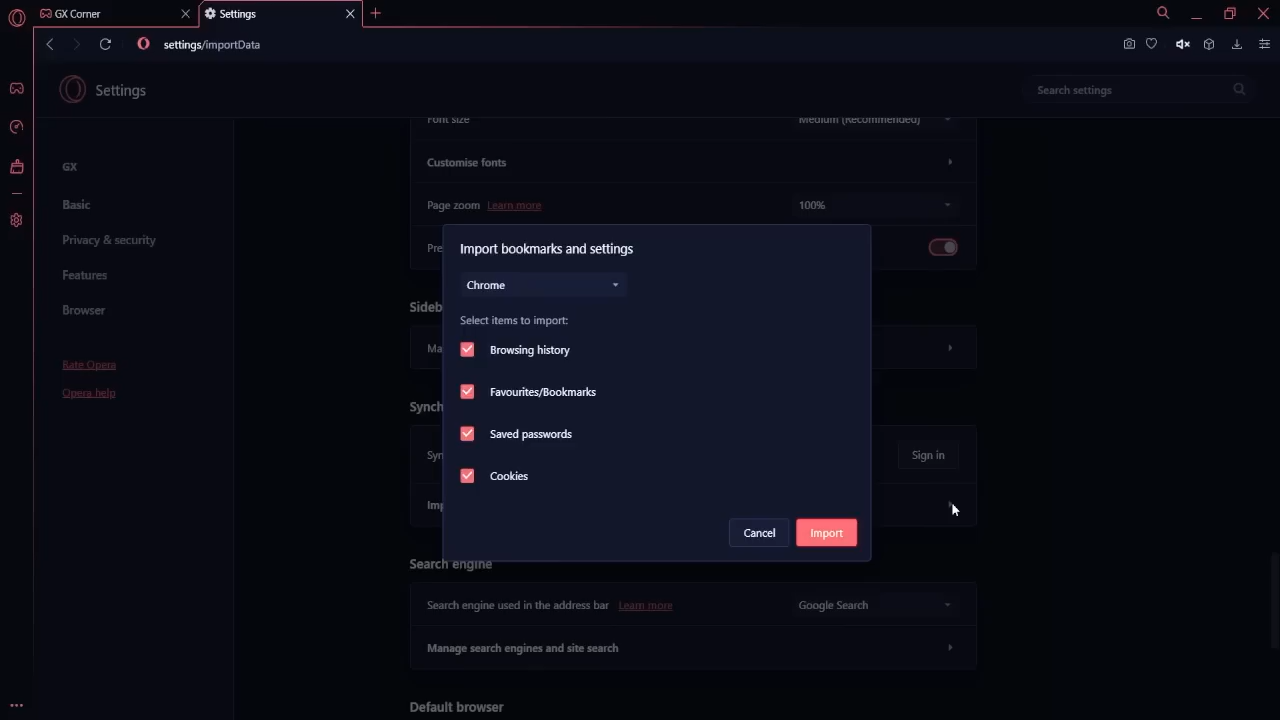 GX Corner
Settings
settings/importData
Settings
Search settings
Font size
Medium (Recommended)
GX
Customise fonts
Basic
Page zoom Learn more
100%
Privacy & security
Import bookmarks and settings
Features
Chrome
Browser
Select items to import:
Browsing history
Rate Opera
Favourites/Bookmarks
Opera help
Saved passwords
Sign in
Cookies
Cancel
Import
Search engine
Search engine used in the address bar Learn more
Google Search
Manage search engines and site search
Default browser